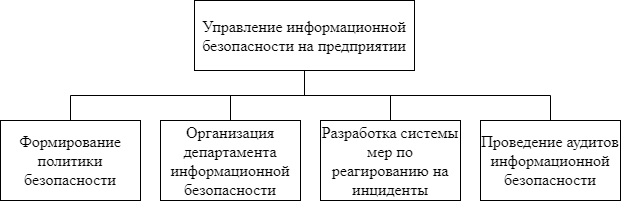 Управление информационной
безопасности на предприятии
Формирование
политики
безопасности
Организация
департамента
информационной
безопасности
Разработка системы
мер по
реагированию на
инциденты
Проведение аудитов
информационной
безопасности